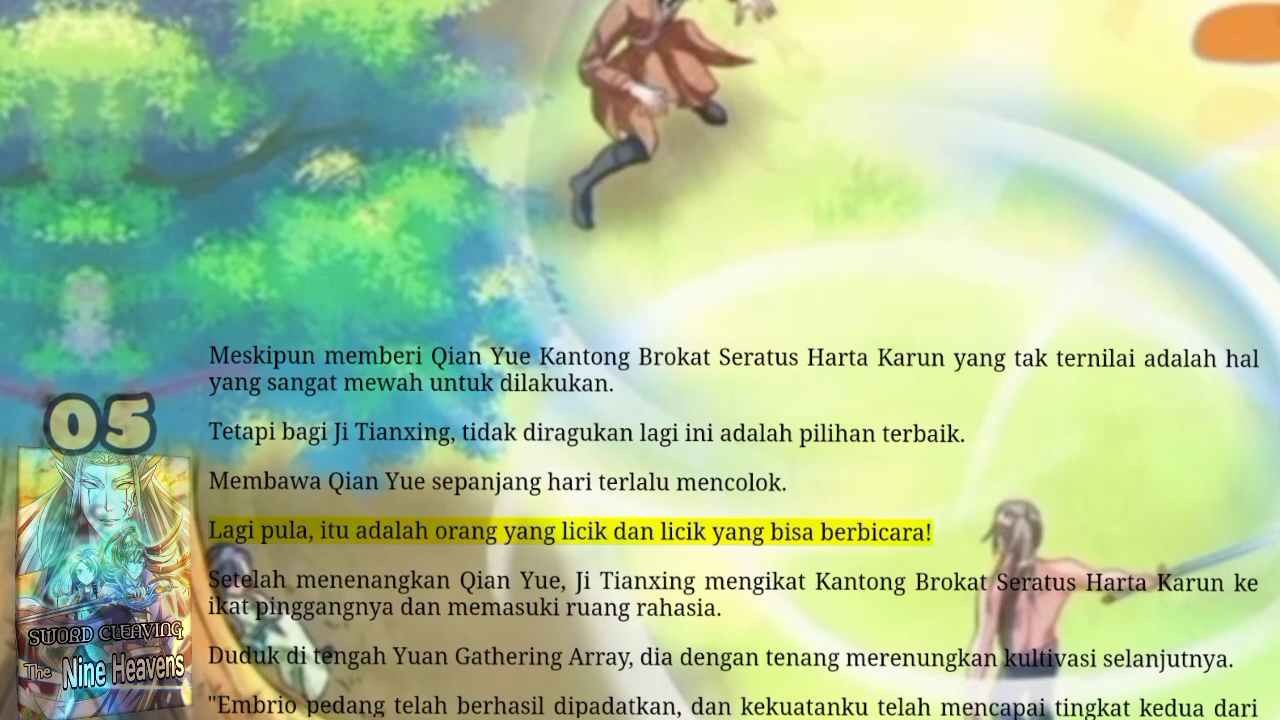 Meskipun memberi Qian Yue Kantong Brokat Seratus Harta Karun yang tak ternilai adalah hal
yang sangat mewah untuk dilakukan.
Tetapi bagi Ji Tianxing, tidak diragukan lagi ini adalah pilihan terbaik.
Membawa Qian Yue sepanjang hari terlalu mencolok.
Lagi pula, itu adalah orang yang licik dan licik yang bisa berbicara!
Setelah menenangkan Qian Yue, Ji Tianxing mengikat Kantong Brokat Seratus Harta Karun ke
ikat pinggangnya dan memasuki ruang rahasia.
Duduk di tengah Yuan Gathering Array, dia dengan tenang merenungkan kultivasi selanjutnya.
"Embrio pedang telah berhasil dipadatkan, dan kekuatanku telah mencapai tingkat kedua dari
05
SWORD CLEAVING
The Nine Heavens